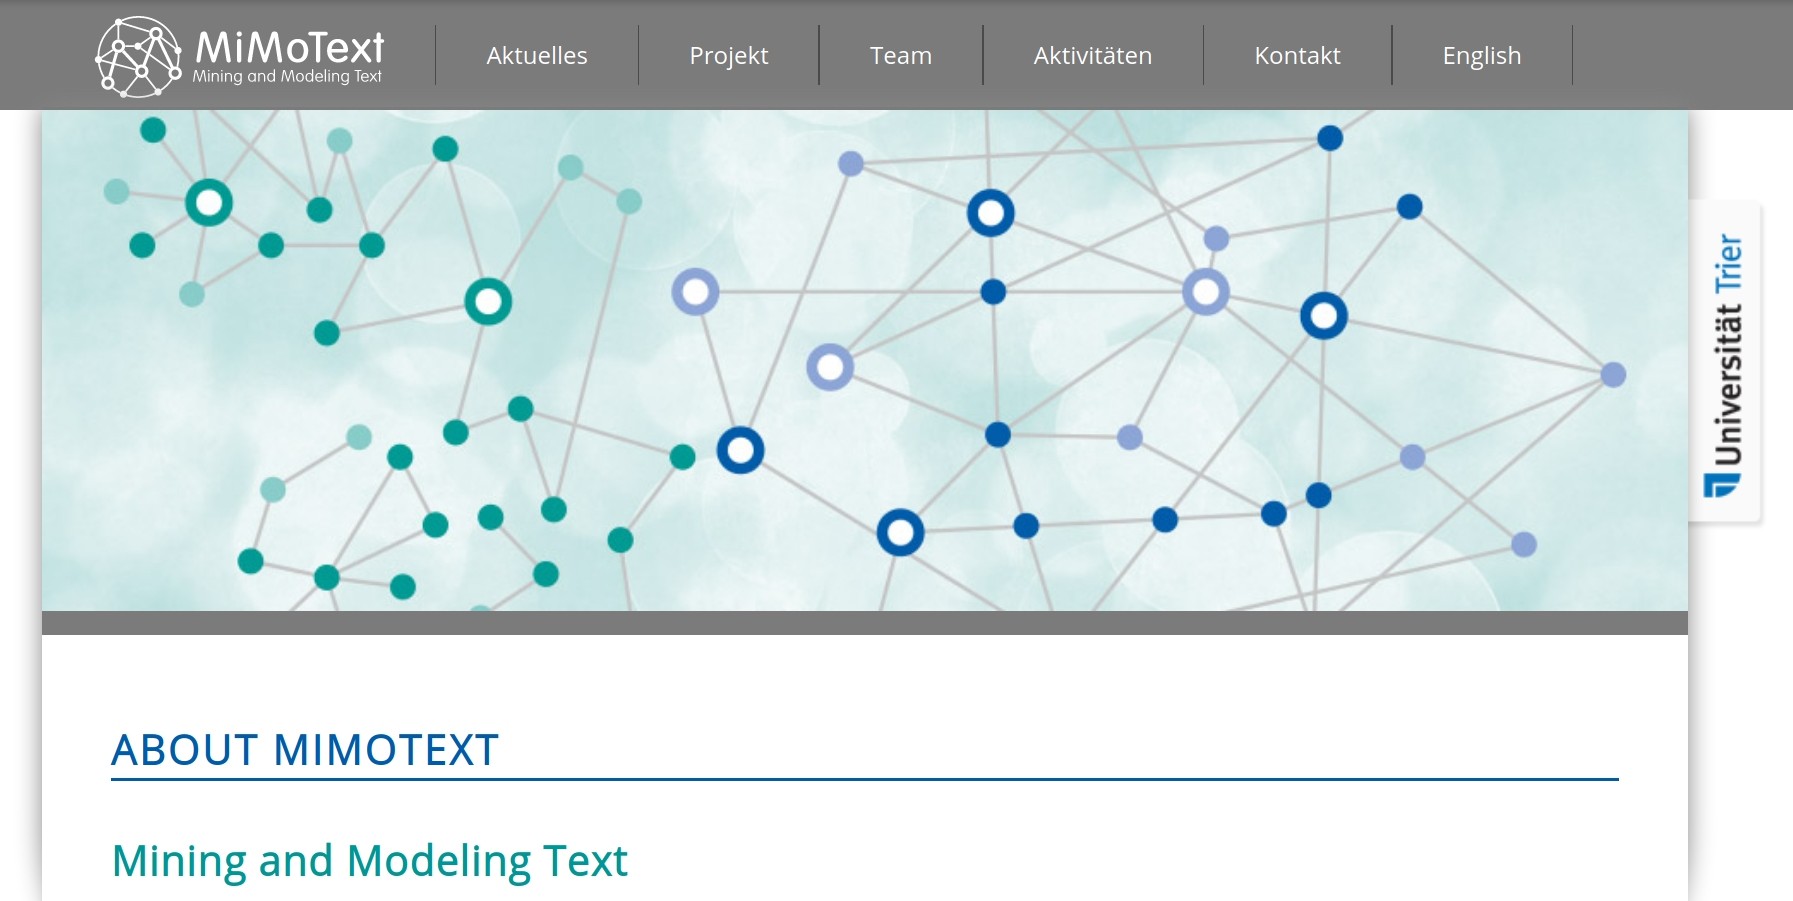 MiMoText
Mining and Modeling Text
Aktuelles
Projekt
Team
Aktivitäten
Kontakt
English
Universität Trier
ABOUT MIMOTEXT
Mining and Modeling Text